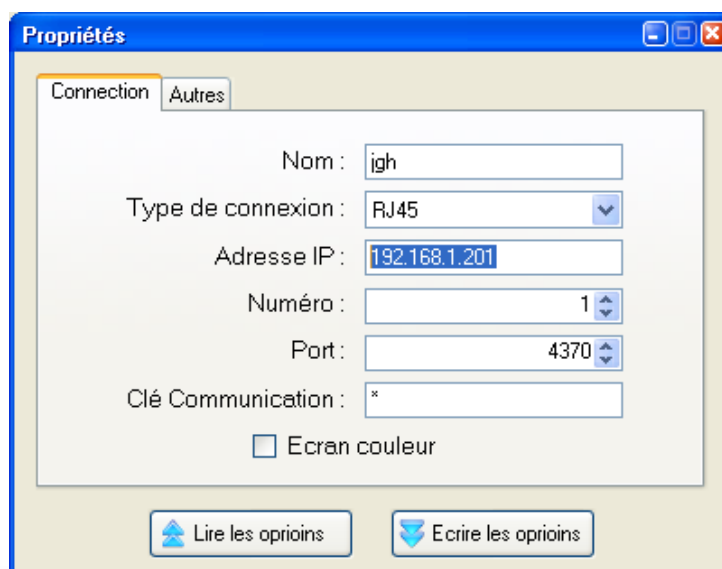 Propriétés
Connection Autres
Nom : jgh
Type de connexion : RJ45
Adresse IP : 192.168.1.201
Numéro : 1
Port : 4370
Clé Communication : *
Ecran couleur
Lire les oprioins Ecrire les oprioins